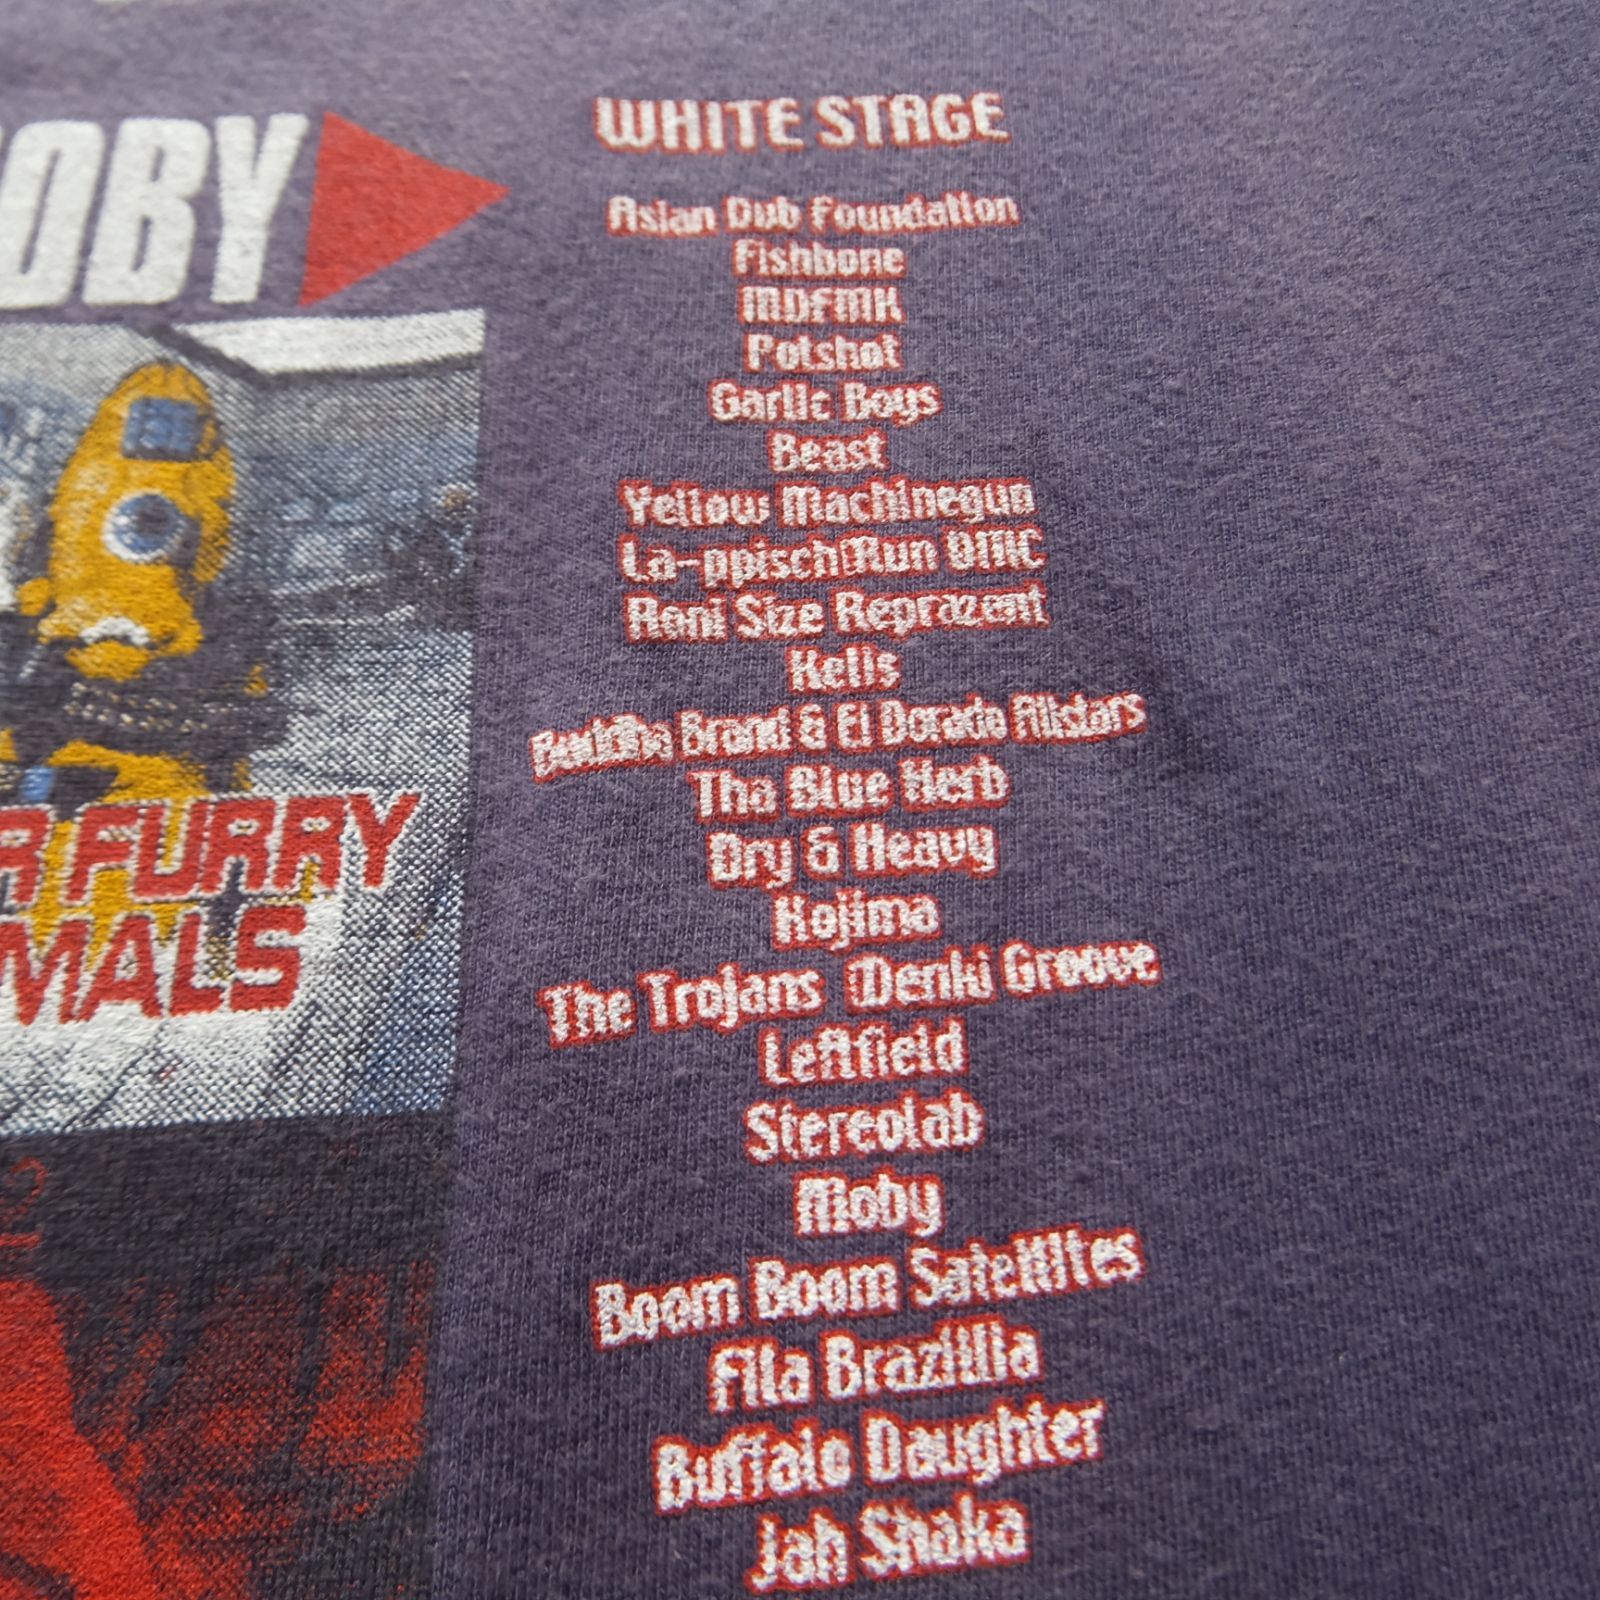 OBY
R FURRY
MALS
WHITE STAGE
Asian Dub Foundation
Fishbone
MDFMK
Potshot
Garlic Boys
Beast
Yellow Machinegun
La-ppisch Run DMC
Roni Size Reprazent
Kells
Buddha Brand & El Dorado Allstars
Tha Blue Herb
Dry & Heavy
Kojima
The Trojans Denki Groove
Leftfield
Stereolab
Moby
Boom Boom Satellites
Fila Brazillia
Buffalo Daughter
Jah Shaka